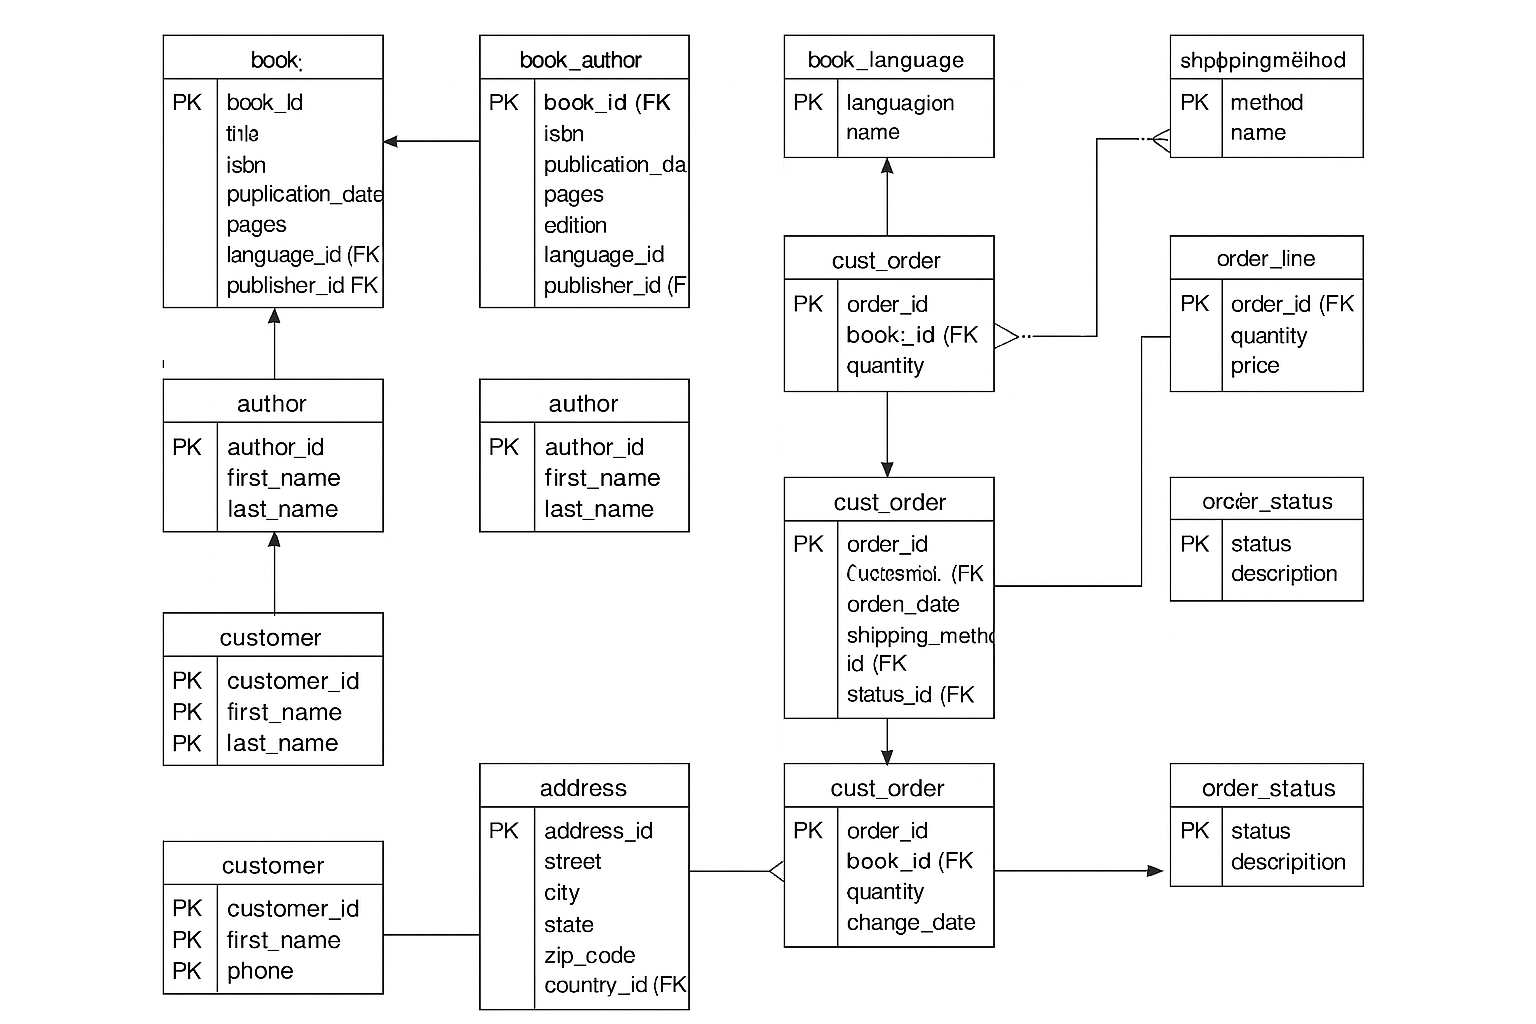 book:
PK book_Id
title
isbn
puplication_date
pages
language_id (FK
publisher_id FK
book_author
PK book_id (FK
isbn
publication_da
pages
edition
language_id
publisher_id (F
book_language
PK languagion
name
shppingmëihod
PK method
name
cust_order
PK order_id
book:_id (FK
quantity
order_line
PK order_id (FK
quantity
price
author
PK author_id
first_name
last_name
author
PK author_id
first_name
last_name
cust_order
PK order_id
(FK
orden_date
shipping_metho
id (FK
status_id (FK
orcer_status
PK status
description
customer
PK customer_id
PK first_name
PK last_name
address
PK address_id
street
city
state
zip_code
country_id (FK
cust_order
PK order_id
book_id (FK
quantity
change_date
order_status
PK status
descripition
customer
PK customer_id
PK first_name
PK phone